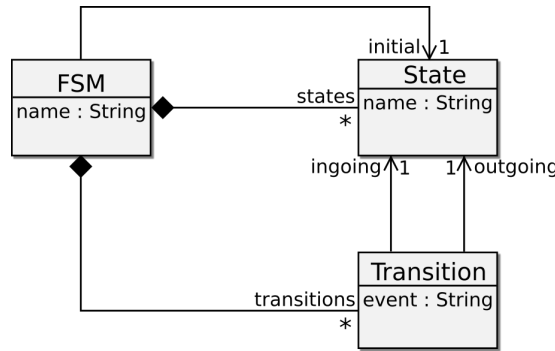 initial 1
FSM
name : String
states
*
State
name : String
ingoing 1
1 outgoing
transitions
*
Transition
event : String